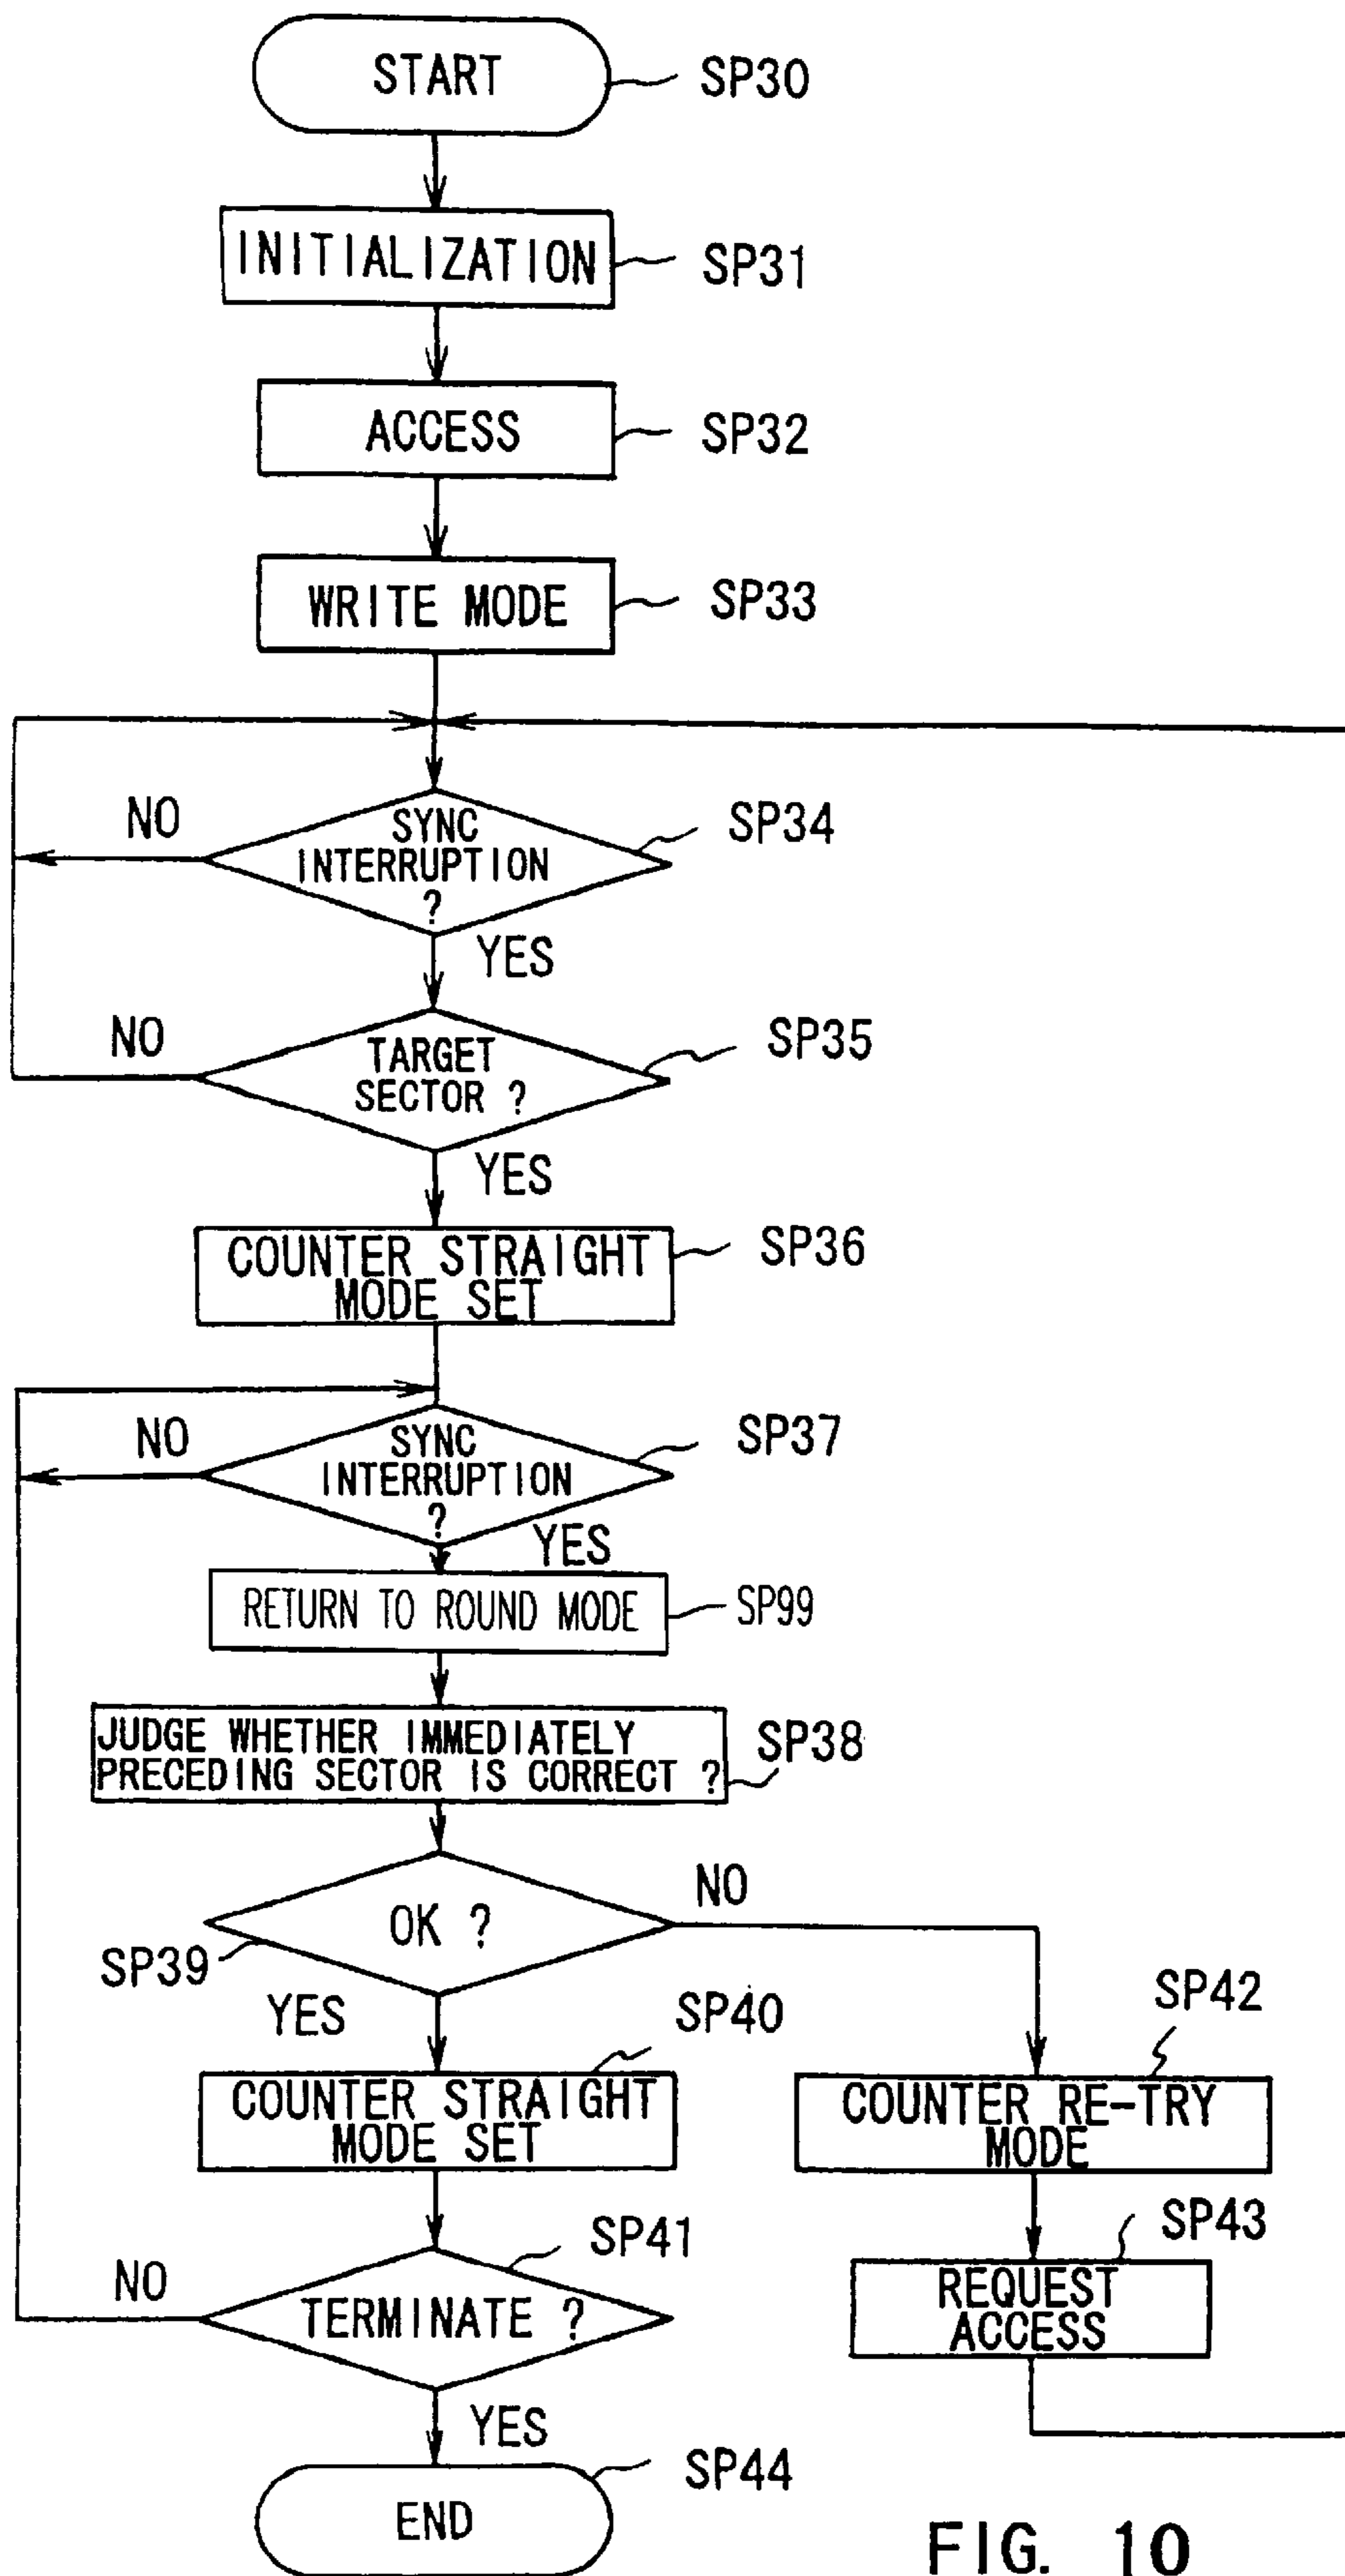 START
SP30
INITIALIZATION
SP31
ACCESS
SP32
WRITE MODE
SP33
NO
SYNC
INTERRUPTION
?
SP34
YES
NO
TARGET
SECTOR ?
SP35
YES
COUNTER STRAIGHT
MODE SET
SP36
NO
SYNC
INTERRUPTION
?
SP37
YES
RETURN TO ROUND MODE
SP99
JUDGE WHETHER IMMEDIATELY
PRECEDING SECTOR IS CORRECT ?
SP38
OK ?
NO
SP39
YES
SP40
COUNTER STRAIGHT
MODE SET
SP42
COUNTER RE-TRY
MODE
SP41
NO
TERMINATE ?
SP43
REQUEST
ACCESS
YES
END
SP44
FIG. 10